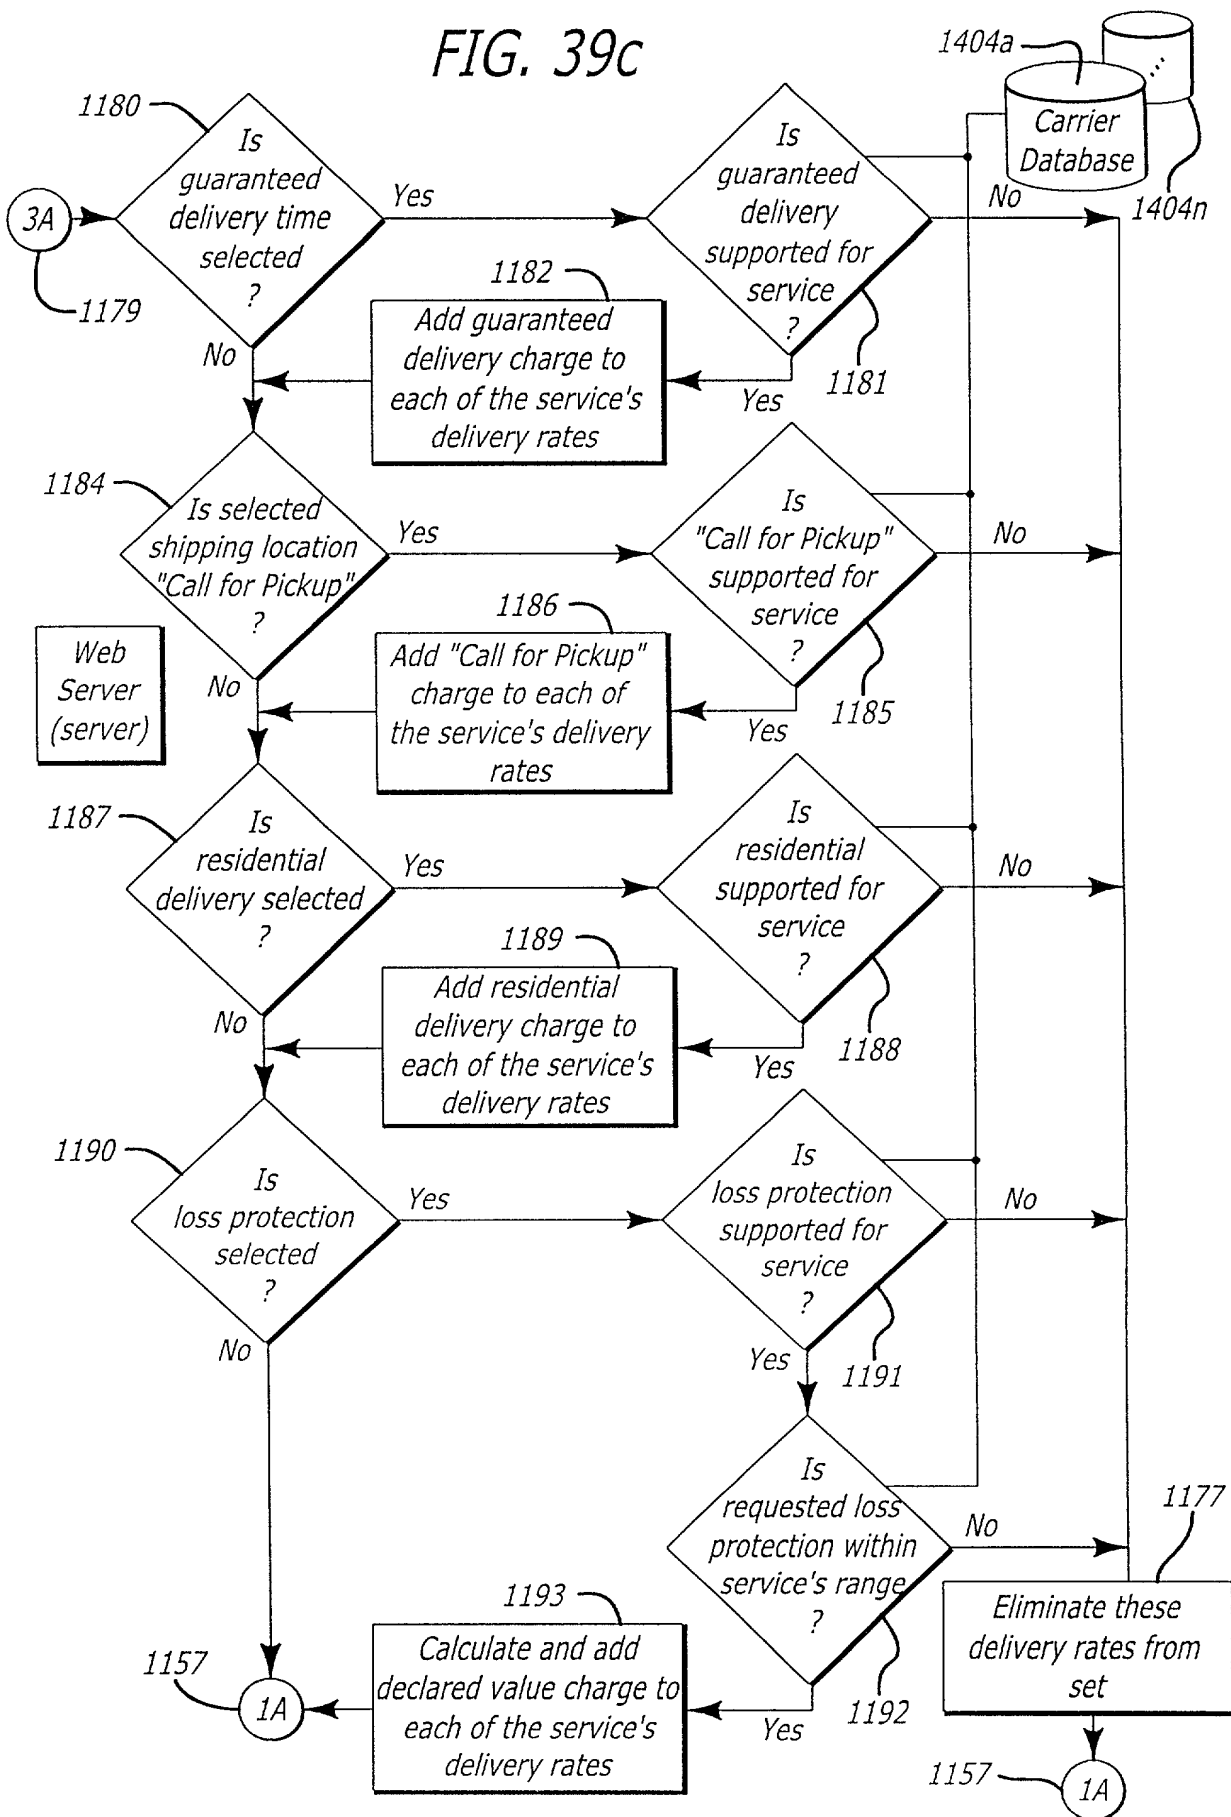 FIG. 39c
1404a
Carrier
Database
1404n
1180
Is
guaranteed
delivery time
selected
?
Yes
No
3A
1179
Is
guaranteed
delivery
supported for
service
?
No
Yes
1181
1182
Add guaranteed
delivery charge to
each of the service's
delivery rates
1184
Is selected
shipping location
"Call for Pickup"
?
Yes
No
Is
"Call for Pickup"
supported for
service
?
No
Yes
1185
1186
Add "Call for Pickup"
charge to each of
the service's delivery
rates
Web
Server
(server)
1187
Is
residential
delivery selected
?
Yes
No
Is
residential
supported for
service
?
No
Yes
1188
1189
Add residential
delivery charge to
each of the service's
delivery rates
1190
Is
loss protection
selected
?
Yes
No
Is
loss protection
supported for
service
?
No
Yes
1191
Is
requested loss
protection within
service's range
?
No
Yes
1192
1193
Calculate and add
declared value charge to
each of the service's
delivery rates
1157
1A
1177
Eliminate these
delivery rates from
set
1157
1A